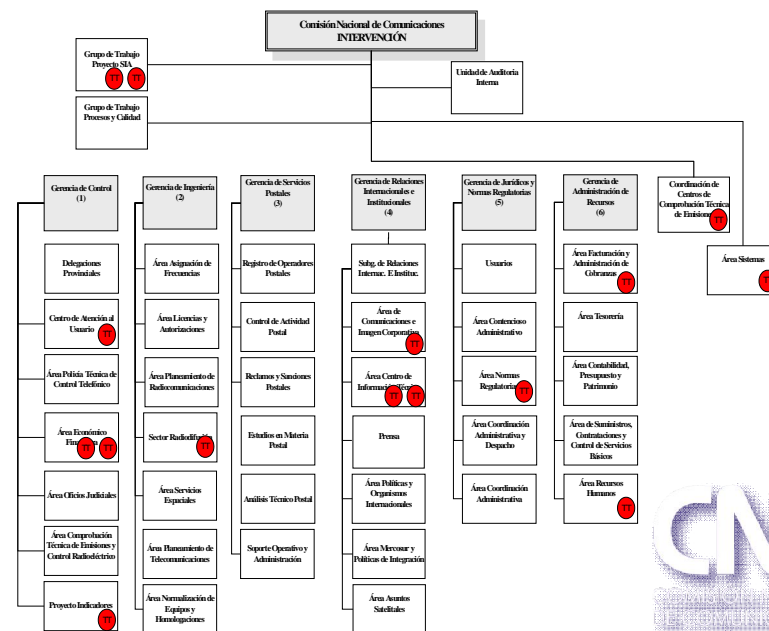 Comisión Nacional de Comunicaciones
INTERVENCIÓN
Grupo de Trabajo
Proyecto SIA
TT TT
Unidad de Auditoría
Interna
Grupo de Trabajo
Procesos y Calidad
Gerencia de Control
(1)
Delegaciones
Provinciales
Centro de Atención al
Usuario
TT
Área Policía Técnica de
Control Telefónico
Área Económico
TT TT
Área Oficios Judiciales
Área Comprobación
Técnica de Emisiones y
Control Radioeléctrico
Proyecto Indicadores
TT
Gerencia de Ingeniería
(2)
Área Asignación de
Frecuencias
Área Licencias y
Autorizaciones
Área Planeamiento de
Radiocomunicaciones
Sector Radiodifusión
TT
Área Servicios
Espaciales
Área Planeamiento de
Telecomunicaciones
Área Normalización de
Equipos y
Homologaciones
Gerencia de Servicios
Postales
(3)
Registro de Operadores
Postales
Control de Actividad
Postal
Reclamos y Sanciones
Postales
Estudios en Materia
Postal
Análisis Técnico Postal
Soporte Operativo y
Administración
Gerencia de Relaciones
Internacionales e
Institucionales
(4)
Subg. de Relaciones
Internac. E Instituc.
Área de
Comunicaciones e
Imagen Corporativa
TT
Área Centro de
Información Técnica
TT TT
Prensa
Área Políticas y
Organismos
Internacionales
Área Mercosur y
Políticas de Integración
Área Asuntos
Satelitales
Gerencia de Jurídicos y
Normas Regulatorias
(5)
Usuarios
Área Contencioso
Administrativo
Área Normas
Regulatorias
TT
Área Coordinación
Administrativa y
Despacho
Área Coordinación
Administrativa
Gerencia de
Administración de
Recursos
(6)
Área Facturación y
Administración de
Cobranzas
TT
Área Tesorería
Área Contabilidad,
Presupuesto y
Patrimonio
Área de Suministros,
Contrataciones y
Control de Servicios
Básicos
Área Recursos
Humanos
TT
Coordinación de
Centros de
Comprobación Técnica
de Emisiones
TT
Área Sistemas
TT
CN